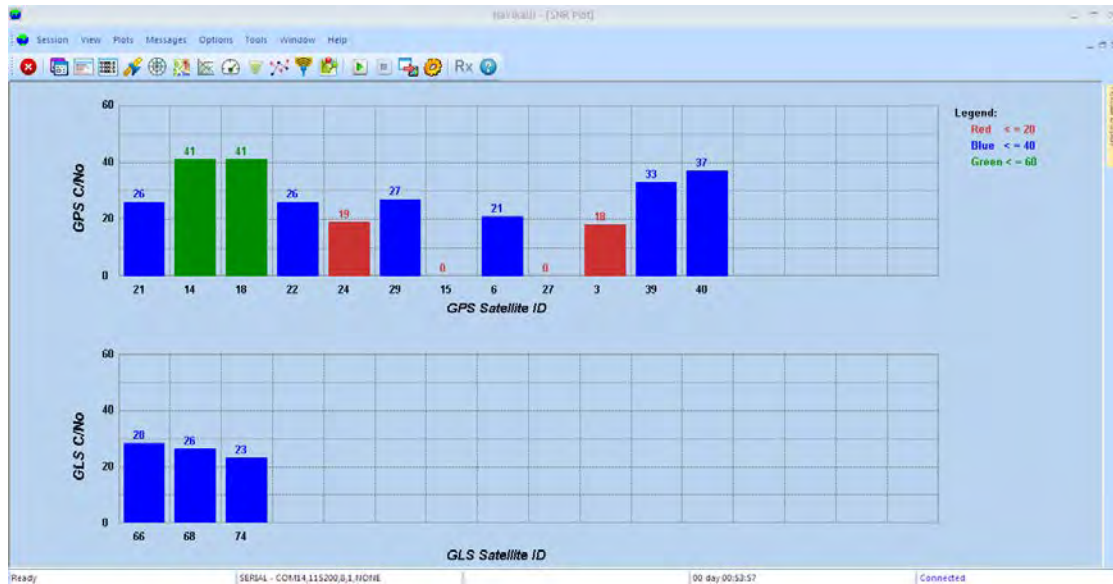 [SNR Plot]
Session View Plots Messages Options Tools Window Help
Rx
60
40
20
0
GPS C/No
26 41 41 26 19 27 0 21 0 18 33 37
21 14 18 22 24 29 15 6 27 3 39 40
GPS Satellite ID
Legend:
Red < = 20
Blue < = 40
Green < = 60
60
40
20
0
GLS C/No
28 26 23
66 68 74
GLS Satellite ID
Ready SERIAL - COM14,115200,8,1,NONE 00 day 00:53:57 Connected